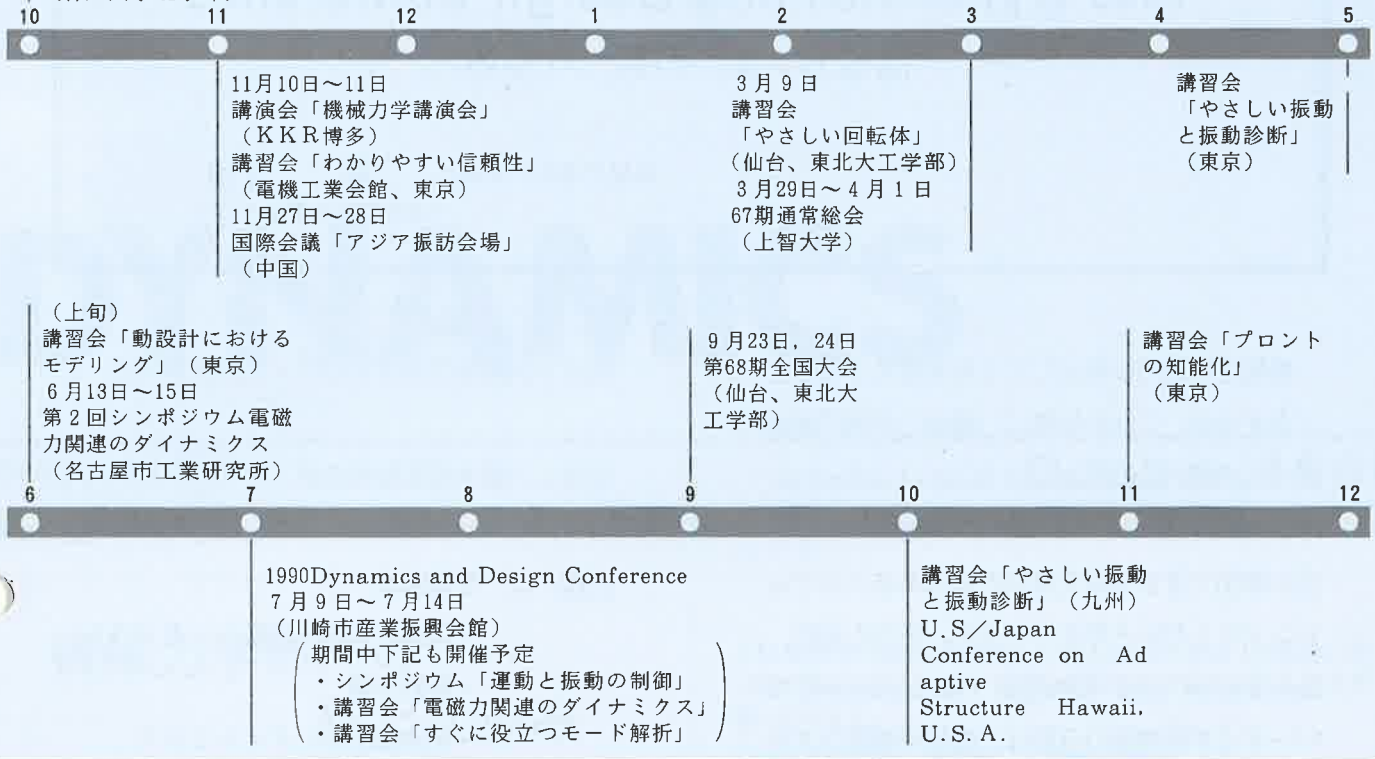 10 11 12 1 2 3 4 5
11月10日～11日
講演会「機械力学講演会」
（KKR博多）
講習会「わかりやすい信頼性」
（電機工業会館、東京）
11月27日～28日
国際会議「アジア振訪会場」
（中国）
3月9日
講習会
「やさしい回転体」
（仙台、東北大工学部）
3月29日～4月1日
67期通常総会
（上智大学）
講習会
「やさしい振動
と振動診断」
（東京）
（上旬）
講習会「動設計における
モデリング」（東京）
6月13日～15日
第2回シンポジウム電磁
力関連のダイナミクス
（名古屋市工業研究所）
9月23日，24日
第68期全国大会
（仙台、東北大
工学部）
講習会「プロント
の知能化」
（東京）
6 7 8 9 10 11 12
1990Dynamics and Design Conference
7月9日～7月14日
（川崎市産業振興会館）
（期間中下記も開催予定
・シンポジウム「運動と振動の制御」
・講習会「電磁力関連のダイナミクス」
・講習会「すぐに役立つモード解折」）
講習会「やさしい振動
と振動診断」（九州）
U.S/Japan
Conference on Ad
aptive
Structure Hawaii.
U.S.A.